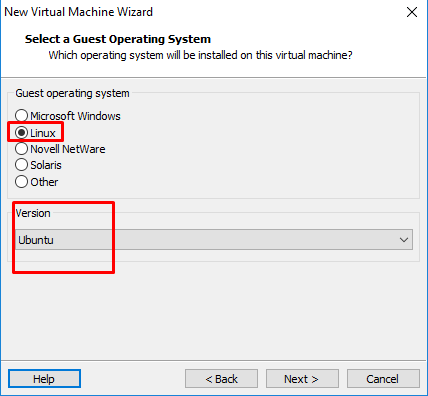 New Virtual Machine Wizard
Select a Guest Operating System
Which operating system will be installed on this virtual machine?
Guest operating system
Microsoft Windows
Linux
Novell NetWare
Solaris
Other
Version
Ubuntu
Help
< Back
Next >
Cancel